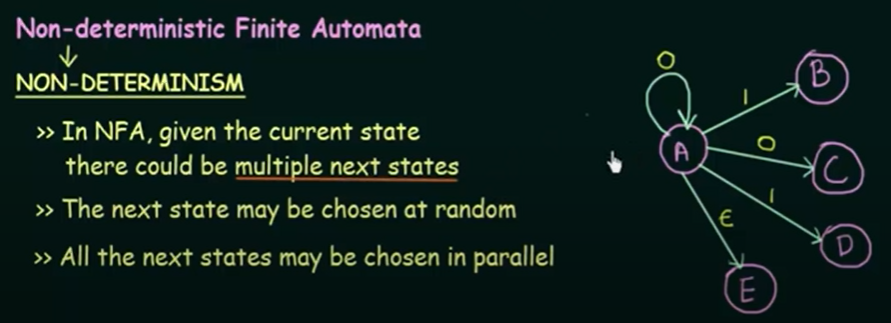 Non-deterministic Finite Automata
NON-DETERMINISM
>> In NFA, given the current state
there could be multiple next states
>> The next state may be chosen at random
>> All the next states may be chosen in parallel
0
1
B
A
0
C
1
D
ϵ
E